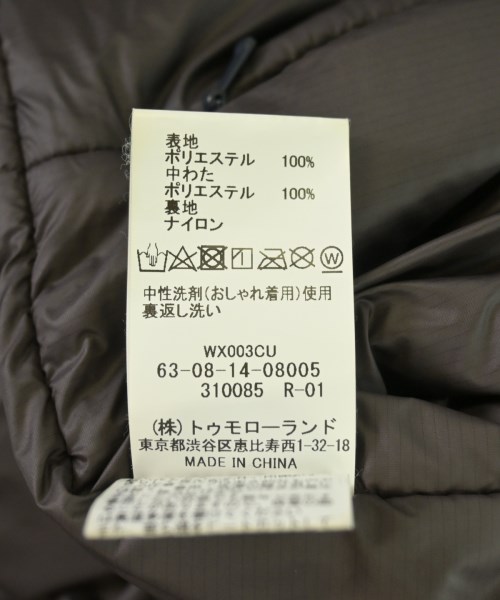 表地
ポリエステル 100%
中わた
ポリエステル 100%
裏地
ナイロン
W
中性洗剤(おしゃれ着用)使用
裏返し洗い
WX003CU
63-08-14-08005
310085 R-01
(株)トゥモローランド
東京都渋谷区恵比寿西1-32-18
MADE IN CHINA